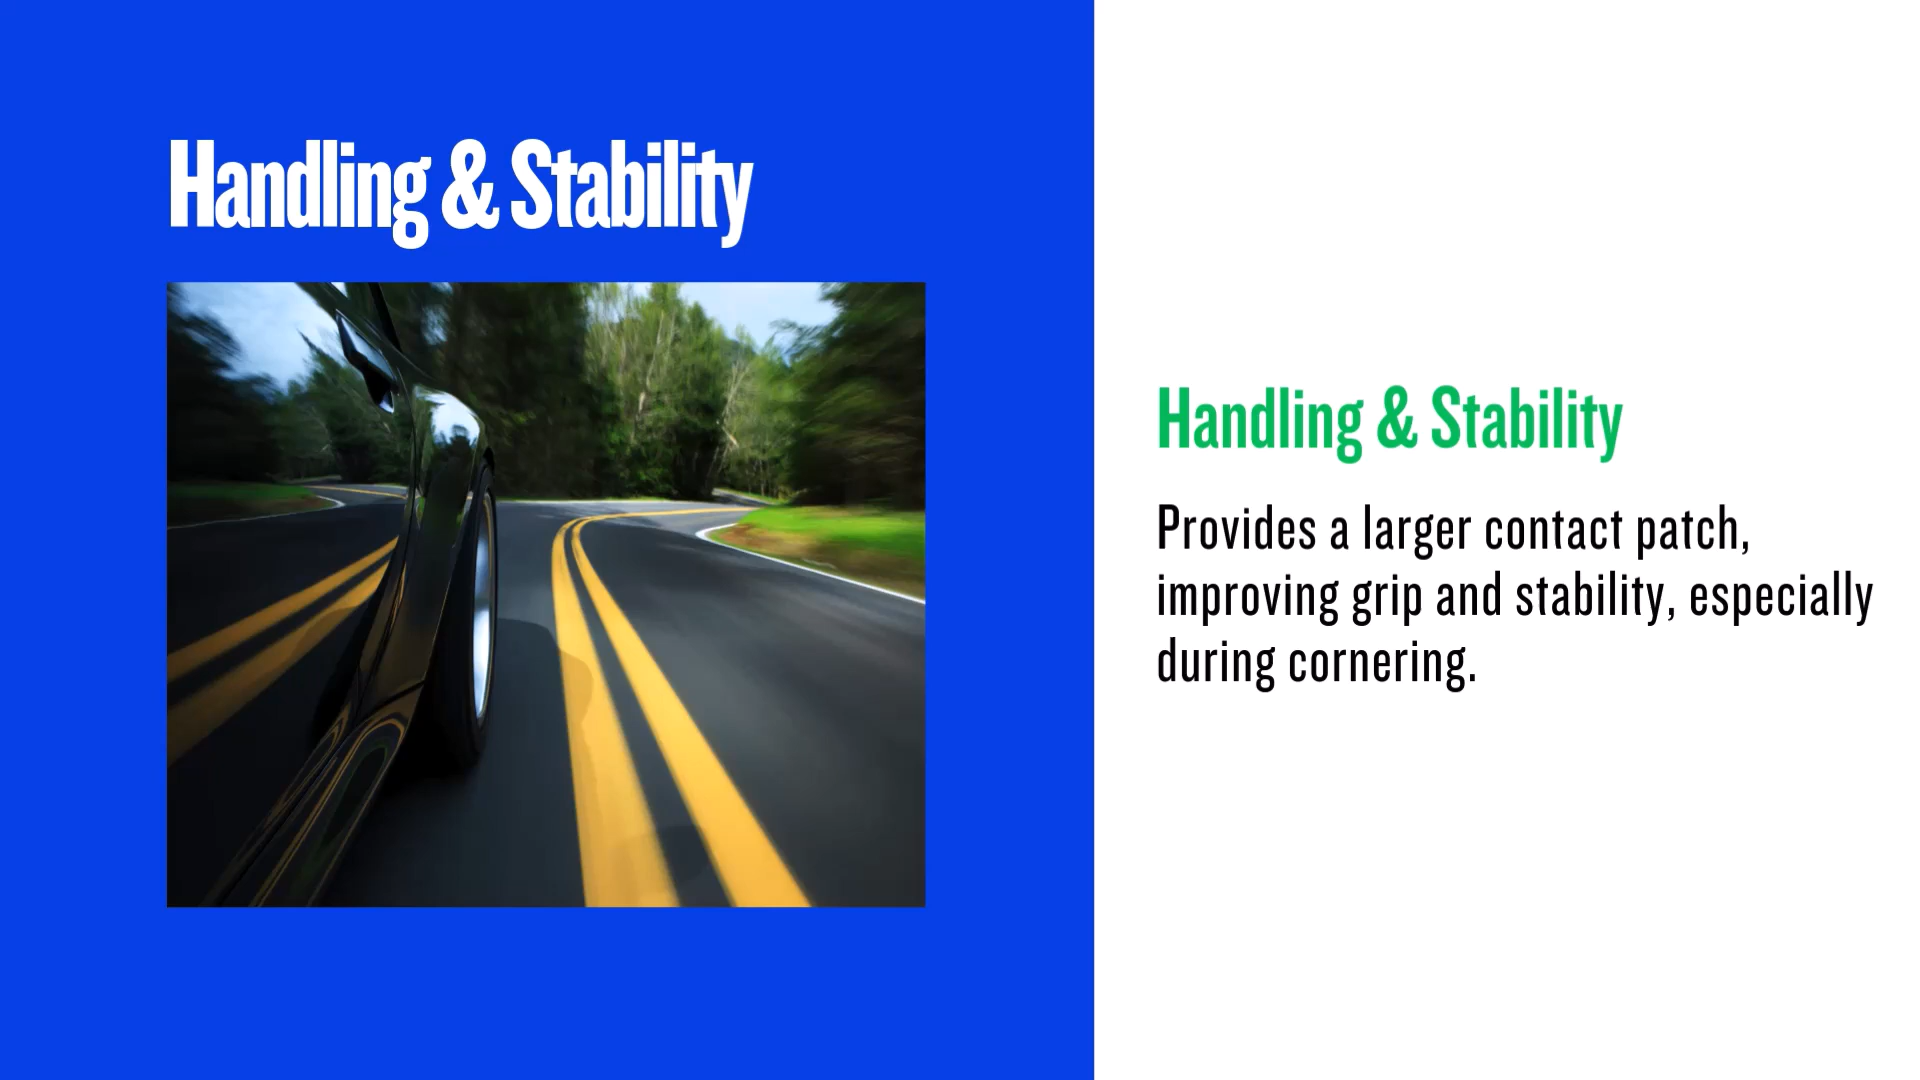 Handling & Stability
Handling & Stability
Provides a larger contact patch,
improving grip and stability, especially
during cornering.